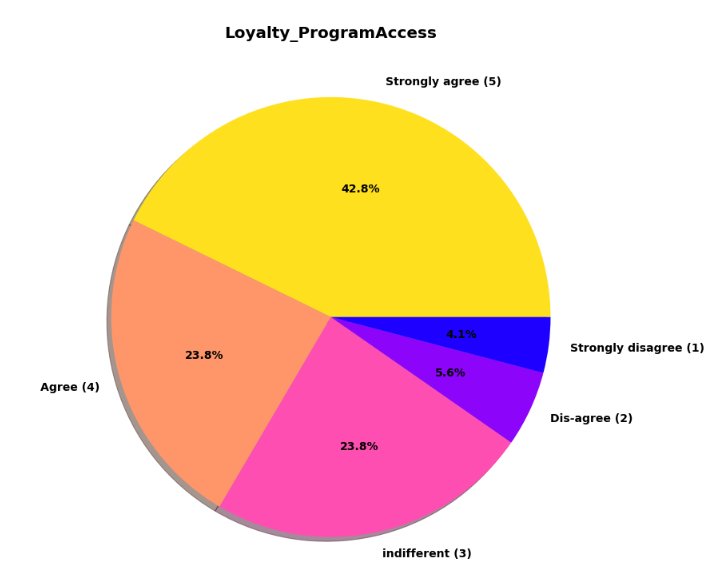 Loyalty_ProgramAccess
Strongly agree (5)
42.8%
4.1%
Strongly disagree (1)
23.8%
5.6%
Agree (4)
Dis-agree (2)
23.8%
indifferent (3)